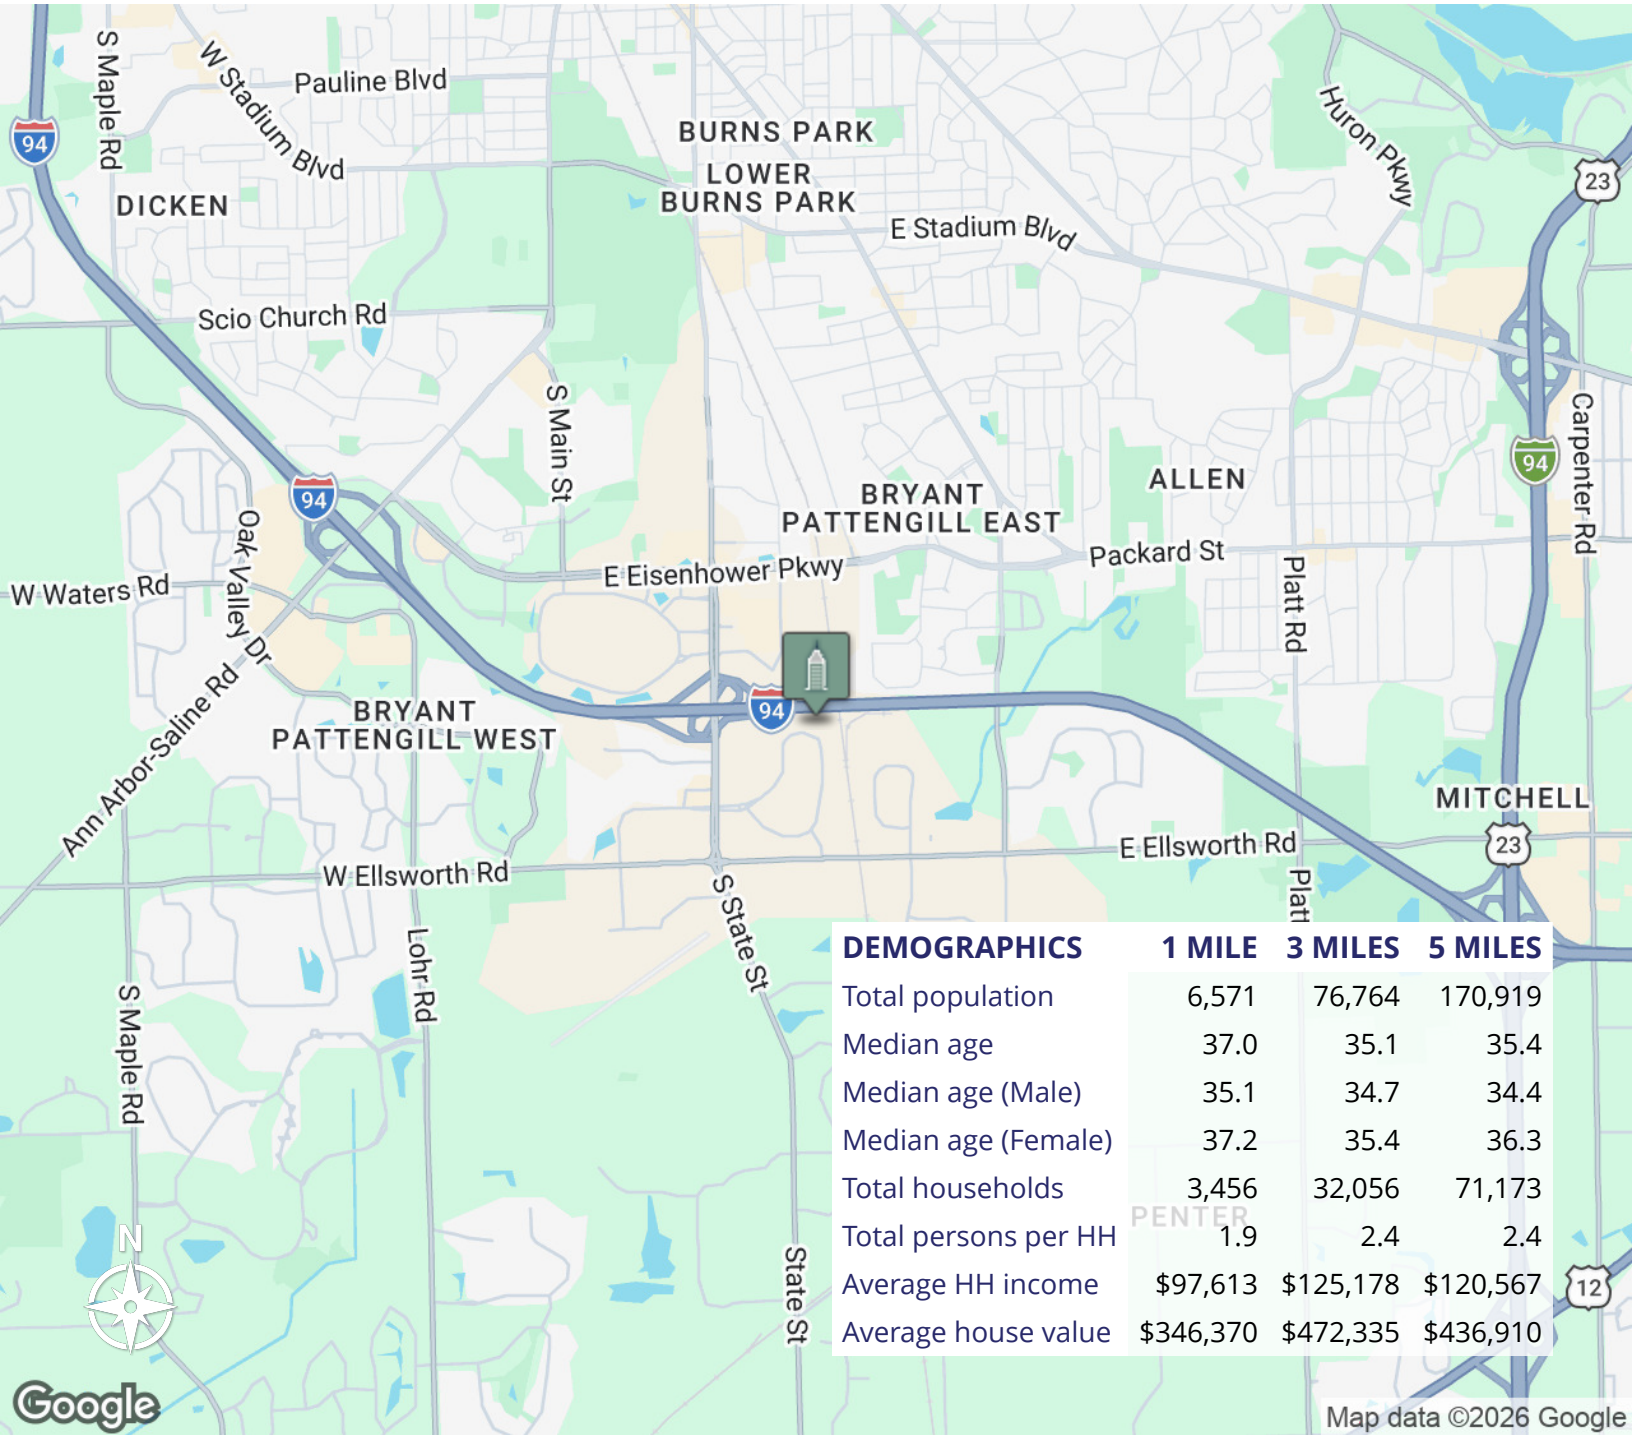 S Maple Rd
W Stadium Blvd
Pauline Blvd
94
BURNS PARK
LOWER
BURNS PARK
Huron Pkwy
23
DICKEN
E Stadium Blvd
Scio Church Rd
S Main St
Carpenter Rd
94
94
ALLEN
BRYANT
PATTENGILL EAST
Oak Valley Dr
Packard St
E Eisenhower Pkwy
Platt Rd
W Waters Rd
94
BRYANT
PATTENGILL WEST
Ann Arbor-Saline Rd
MITCHELL
23
E Ellsworth Rd
W Ellsworth Rd
Platt
S State St
Lohr Rd
S Maple Rd
DEMOGRAPHICS 1 MILE 3 MILES 5 MILES
Total population 6,571 76,764 170,919
Median age 37.0 35.1 35.4
Median age (Male) 35.1 34.7 34.4
Median age (Female) 37.2 35.4 36.3
Total households 3,456 32,056 71,173
PENTER
Total persons per HH 1.9 2.4 2.4
Average HH income $97,613 $125,178 $120,567
Average house value $346,370 $472,335 $436,910
N
State St
12
Google
Map data ©2026 Google